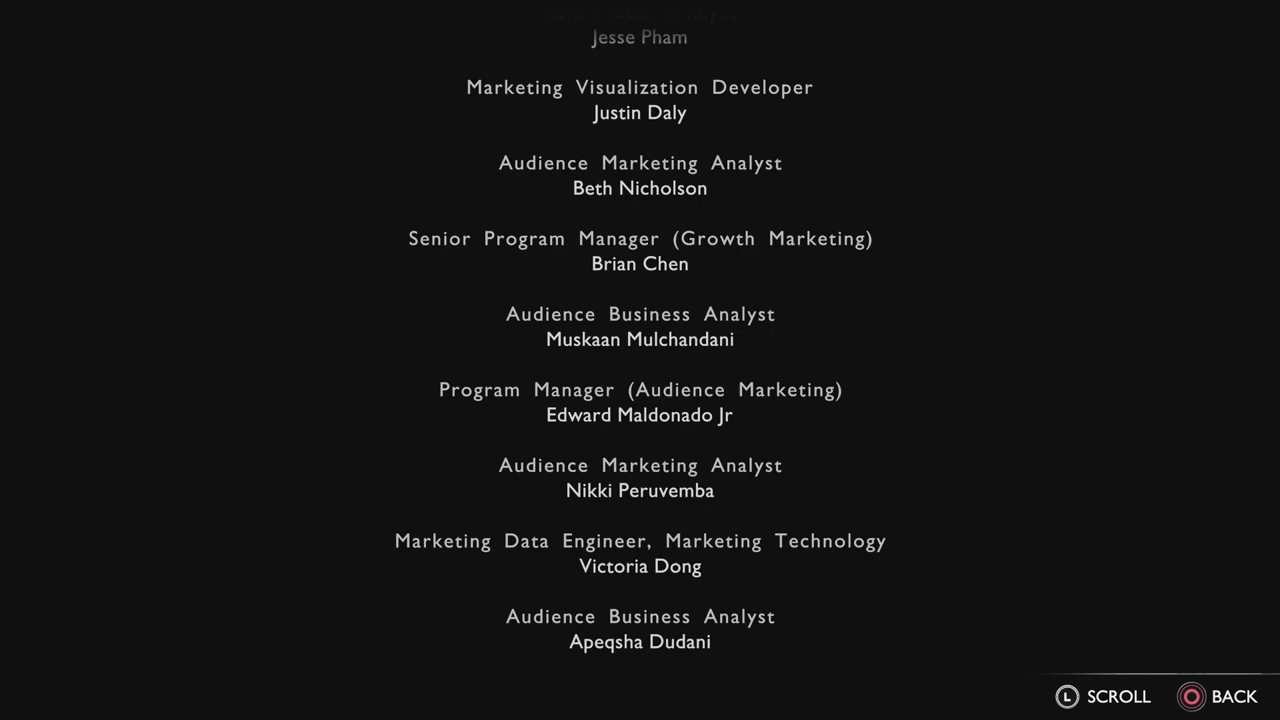 Jesse Pham
Marketing Visualization Developer
Justin Daly
Audience Marketing Analyst
Beth Nicholson
Senior Program Manager (Growth Marketing)
Brian Chen
Audience Business Analyst
Muskaan Mulchandani
Program Manager (Audience Marketing)
Edward Maldonado Jr
Audience Marketing Analyst
Nikki Peruvemba
Marketing Data Engineer, Marketing Technology
Victoria Dong
Audience Business Analyst
Apeqsha Dudani
L SCROLL BACK